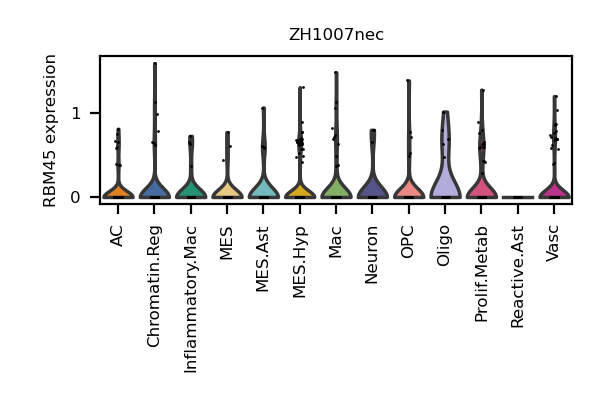 ZH1007nec
RBM45 expression
1
0
AC
Chromatin.Reg
Inflammatory.Mac
MES
MES.Ast
MES.Hyp
Mac
Neuron
OPC
Oligo
Prolif.Metab
Reactive.Ast
Vasc